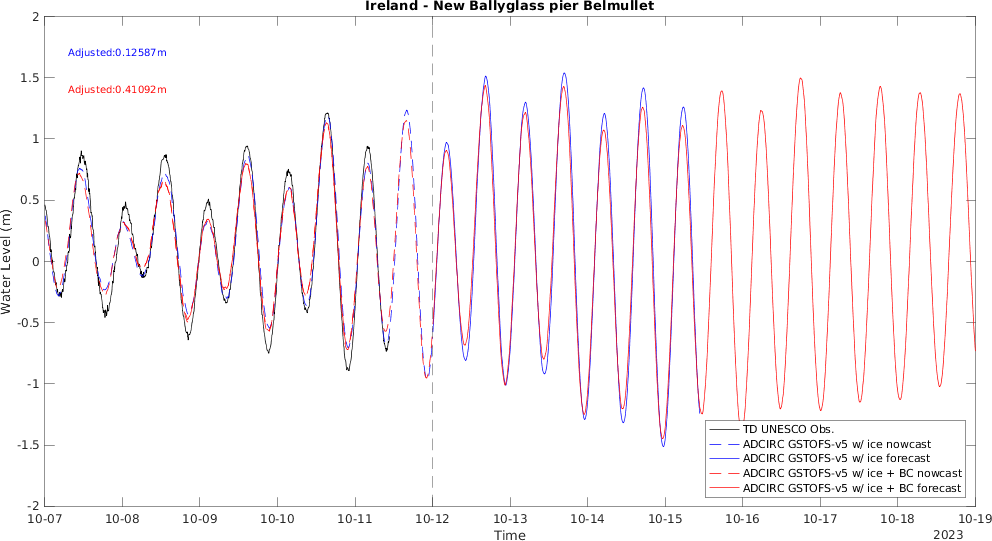 Ireland - New Ballyglass pier Belmullet
Adjusted:0.12587m
Adjusted:0.41092m
Water Level (m)
2
1.5
1
0.5
0
-0.5
-1
-1.5
-2
TD UNESCO Obs.
ADCIRC GSTOFS-v5 w/ ice nowcast
ADCIRC GSTOFS-v5 w/ ice forecast
ADCIRC GSTOFS-v5 w/ ice + BC nowcast
ADCIRC GSTOFS-v5 w/ ice + BC forecast
10-07 10-08 10-09 10-10 10-11 10-12 10-13 10-14 10-15 10-16 10-17 10-18 10-19
Time
2023